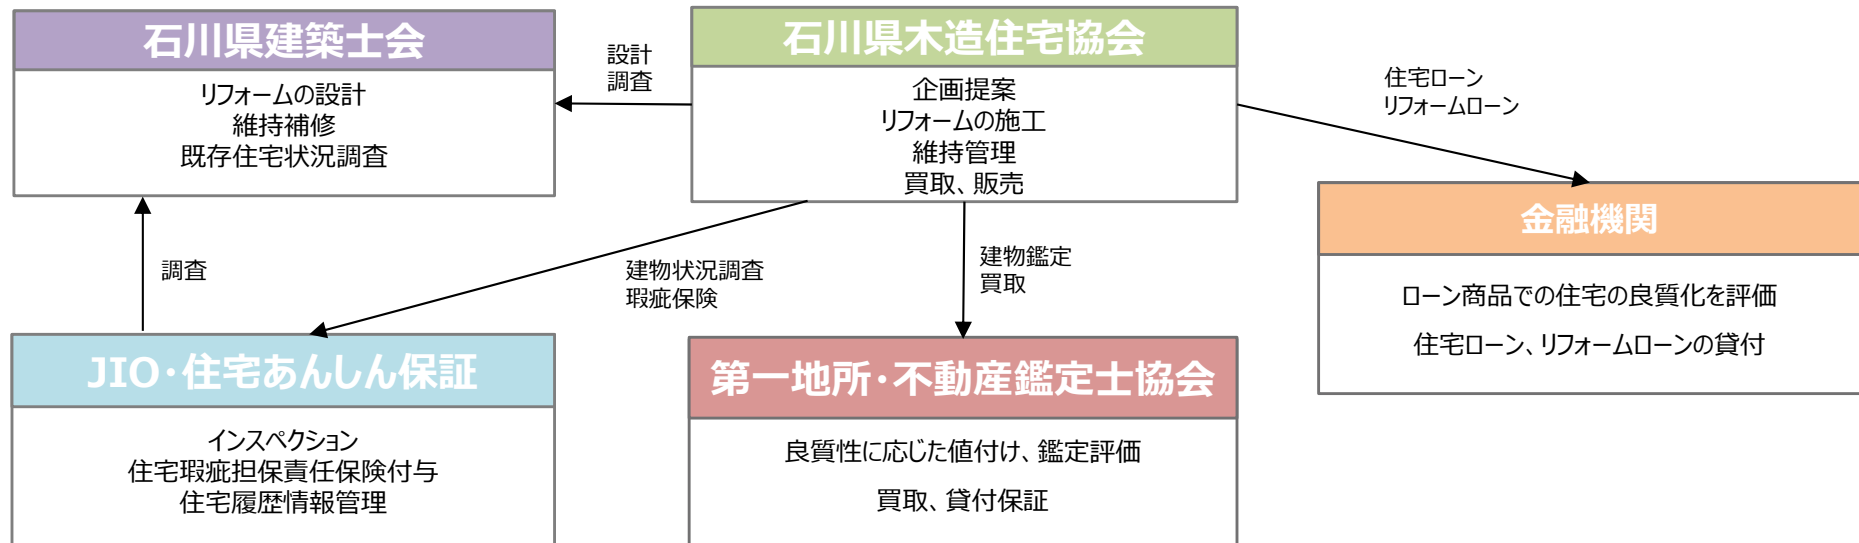 石川県建築士会
リフォームの設計
維持補修
既存住宅状況調査
設計
調査
石川県木造住宅協会
企画提案
リフォームの施工
維持管理
買取、販売
住宅ローン
リフォームローン
金融機関
ローン商品での住宅の良質化を評価
住宅ローン、リフォームローンの貸付
調査
建物状況調査
瑕疵保険
建物鑑定
買取
JIO・住宅あんしん保証
インスペクション
住宅瑕疵担保責任保険付与
住宅履歴情報管理
第一地所・不動産鑑定士協会
良質性に応じた値付け、鑑定評価
買取、貸付保証